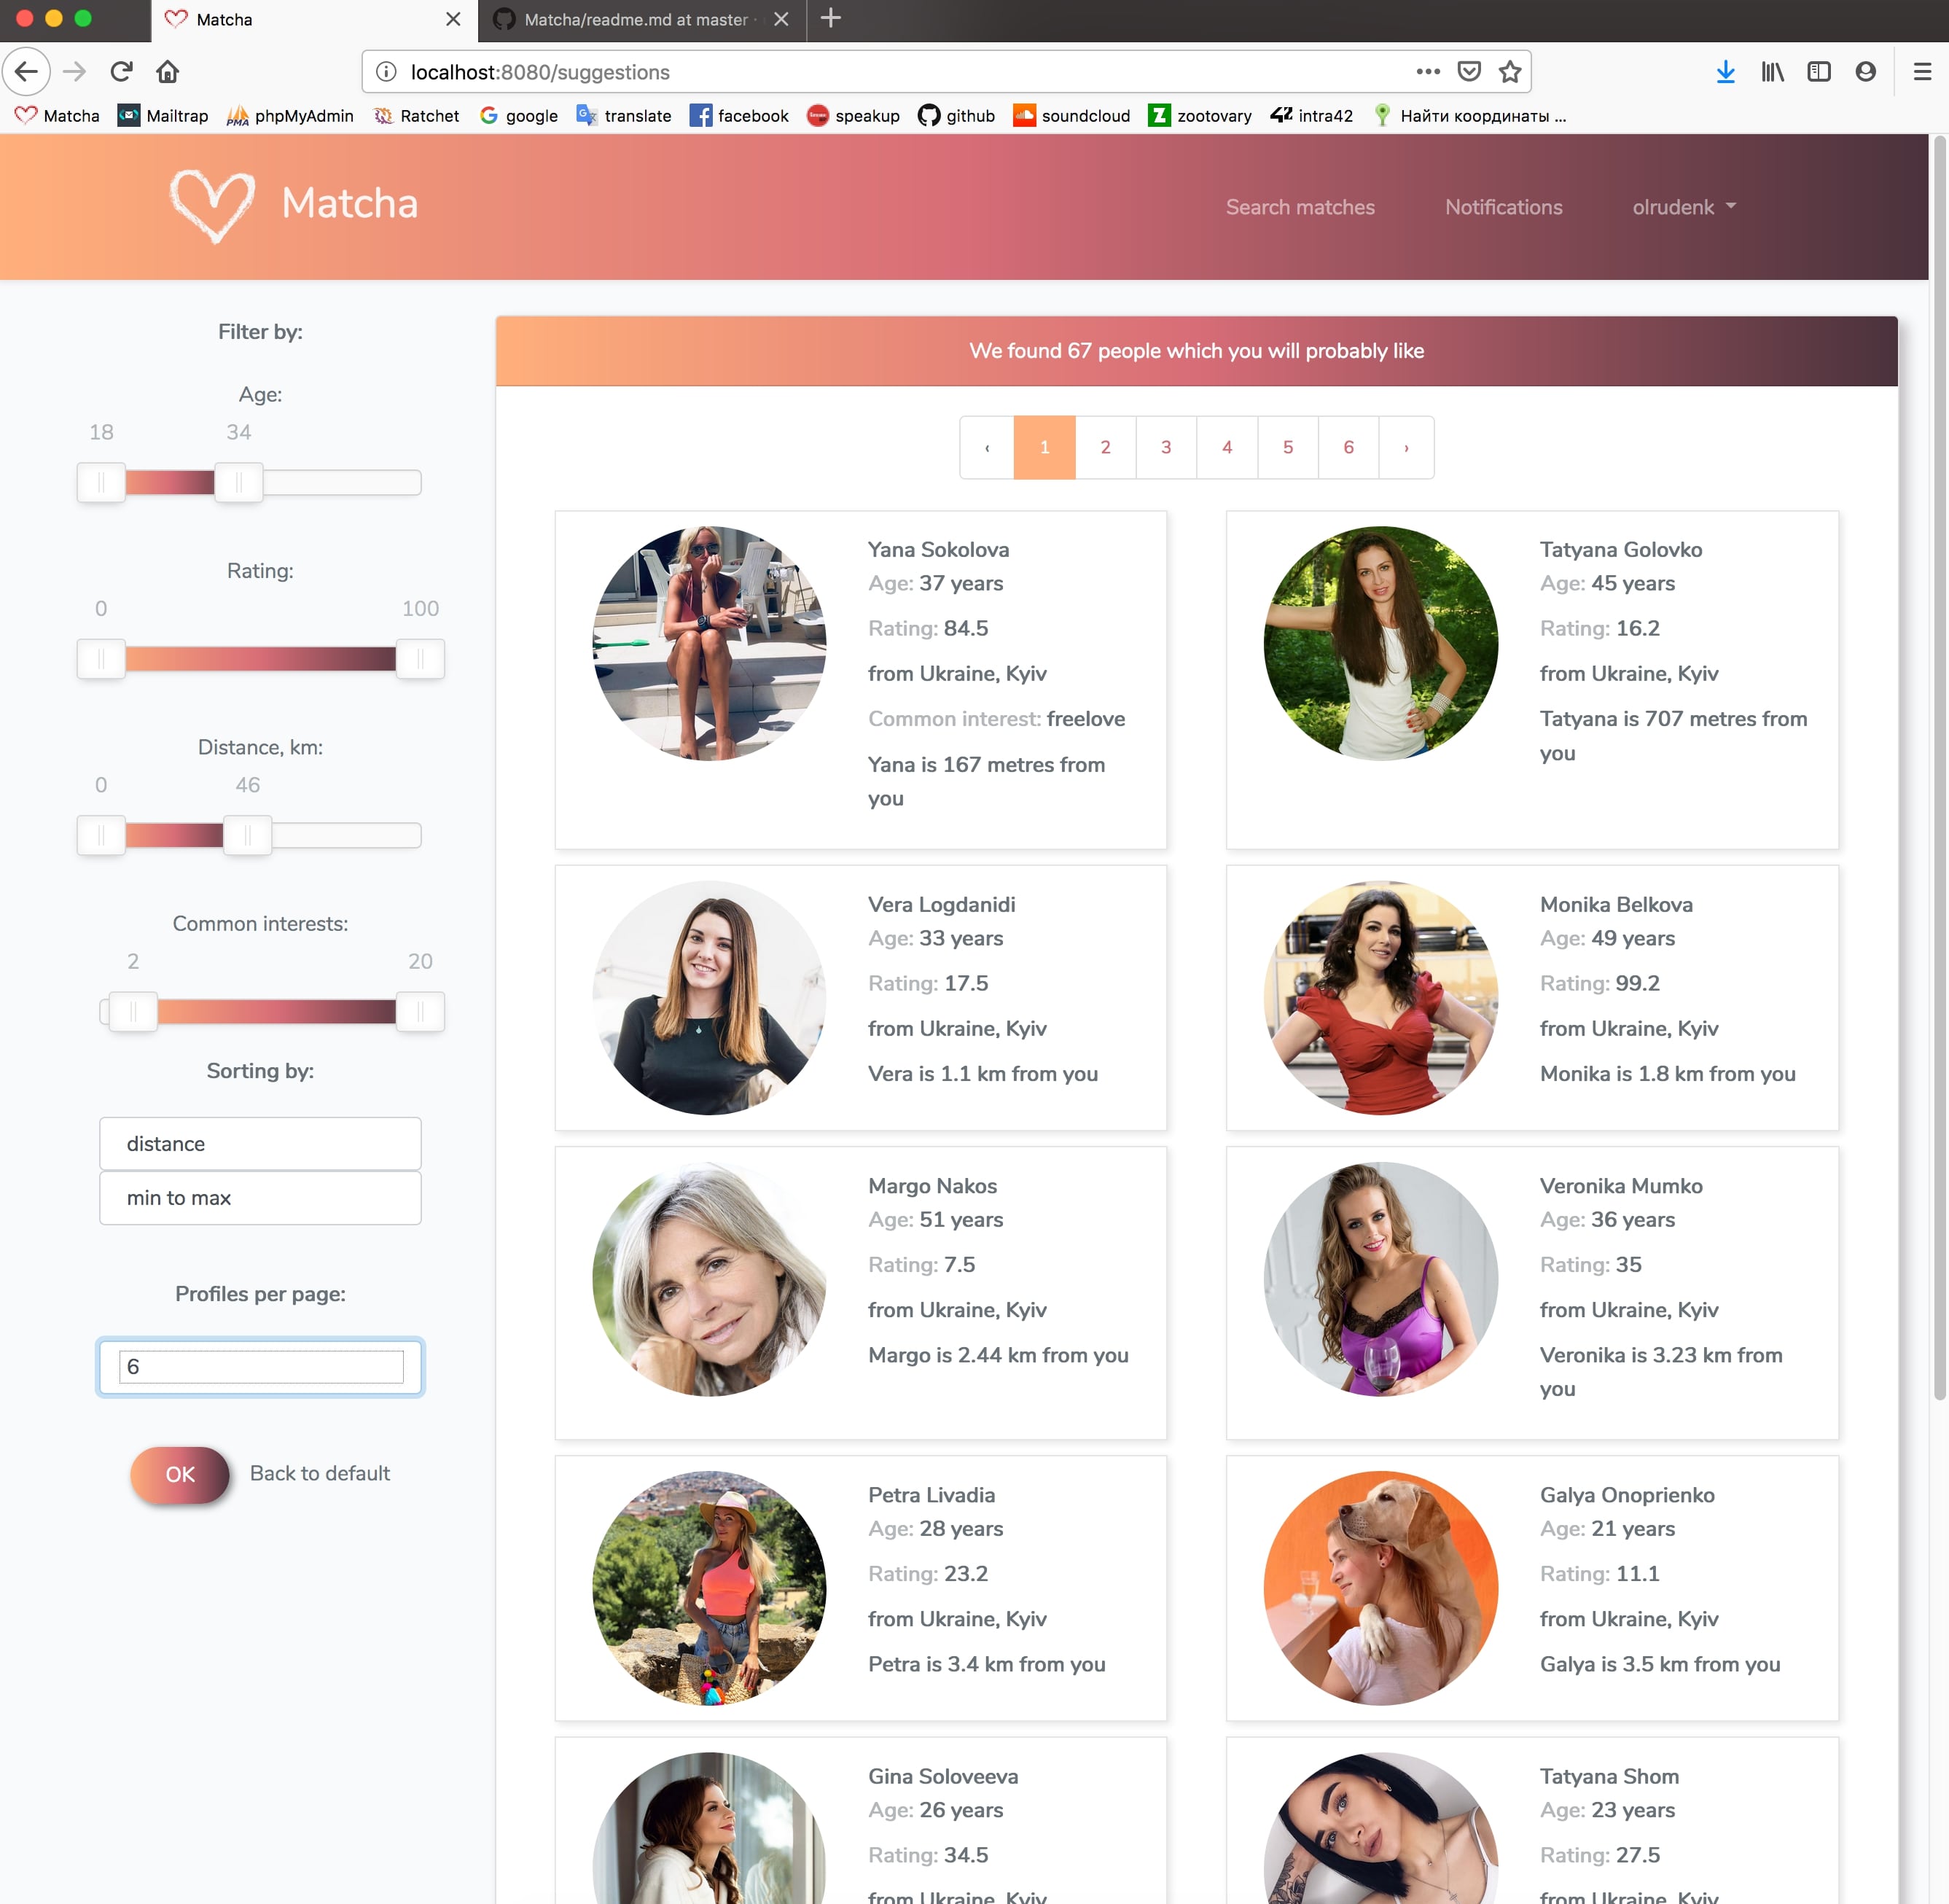 Matcha
Matcha/readme.md at master ·
localhost:8080/suggestions
Matcha
Mailtrap
phpMyAdmin
Ratchet
google
translate
facebook
speakup
github
soundcloud
zootovary
intra42
Найти координаты ...
Matcha
Search matches
Notifications
olrudenk
Filter by:
Age:
18 34
Rating:
0 100
Distance, km:
0 46
Common interests:
2 20
Sorting by:
distance
min to max
Profiles per page:
6
OK
Back to default
We found 67 people which you will probably like
‹ 1 2 3 4 5 6 ›
Yana Sokolova
Age: 37 years
Rating: 84.5
from Ukraine, Kyiv
Common interest: freelove
Yana is 167 metres from
you
Tatyana Golovko
Age: 45 years
Rating: 16.2
from Ukraine, Kyiv
Tatyana is 707 metres from
you
Vera Logdanidi
Age: 33 years
Rating: 17.5
from Ukraine, Kyiv
Vera is 1.1 km from you
Monika Belkova
Age: 49 years
Rating: 99.2
from Ukraine, Kyiv
Monika is 1.8 km from you
Margo Nakos
Age: 51 years
Rating: 7.5
from Ukraine, Kyiv
Margo is 2.44 km from you
Veronika Mumko
Age: 36 years
Rating: 35
from Ukraine, Kyiv
Veronika is 3.23 km from
you
Petra Livadia
Age: 28 years
Rating: 23.2
from Ukraine, Kyiv
Petra is 3.4 km from you
Galya Onoprienko
Age: 21 years
Rating: 11.1
from Ukraine, Kyiv
Galya is 3.5 km from you
Gina Soloveeva
Age: 26 years
Rating: 34.5
from Ukraine, Kyiv
Tatyana Shom
Age: 23 years
Rating: 27.5
from Ukraine, Kyiv